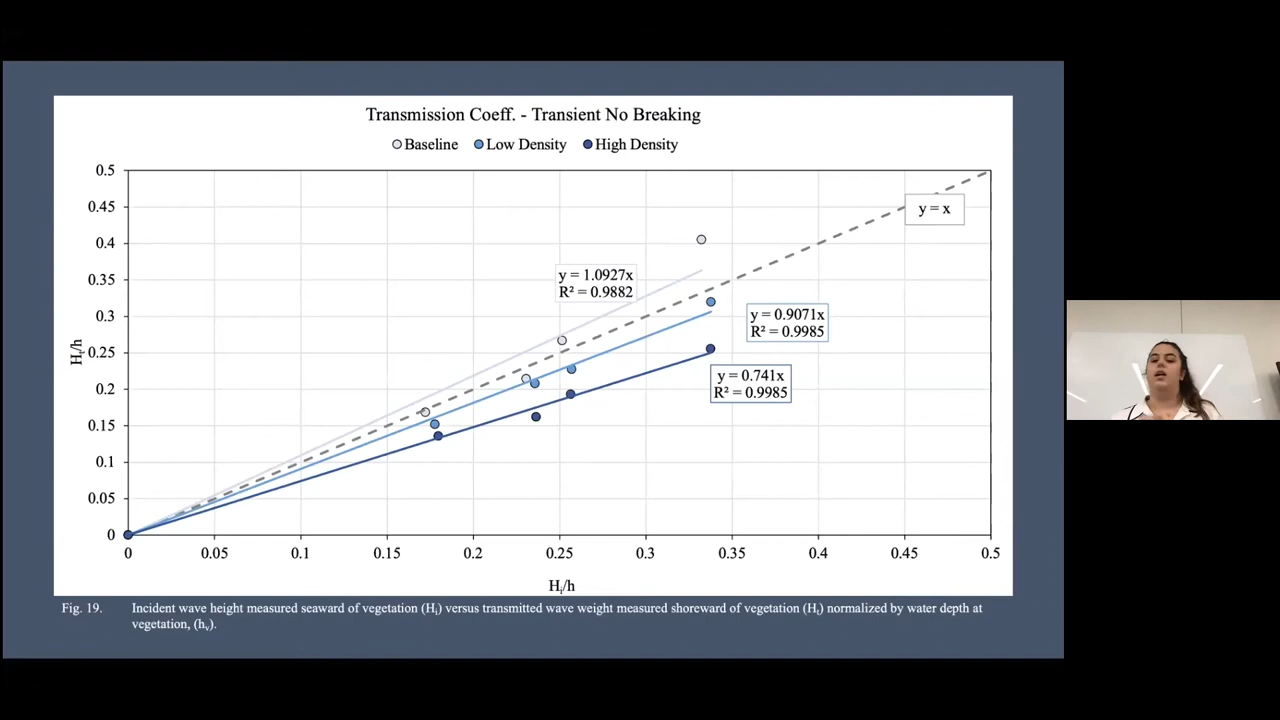 Transmission Coeff. - Transient No Breaking
Baseline Low Density High Density
0.5
0.45
0.4
0.35
0.3
0.25
0.2
0.15
0.1
0.05
0
Hₜ/h
y = x
y = 1.0927x
R² = 0.9882
y = 0.9071x
R² = 0.9985
y = 0.741x
R² = 0.9985
0 0.05 0.1 0.15 0.2 0.25 0.3 0.35 0.4 0.45 0.5
Hᵢ/h
Fig. 19. Incident wave height measured seaward of vegetation (Hᵢ) versus transmitted wave weight measured shoreward of vegetation (Hₜ) normalized by water depth at
vegetation, (hᵥ).